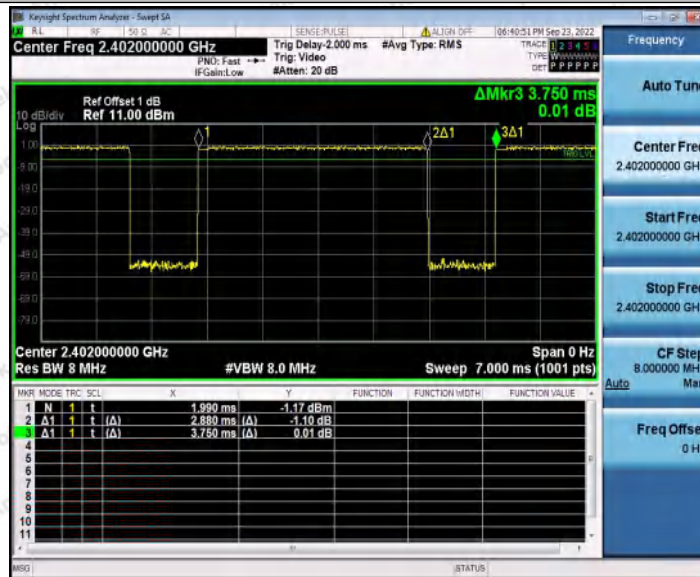 Keysight Spectrum Analyzer - Swept SA
RL RF 50 Ω AC SENSE:PULSE ALIGN OFF 06:40:51 PM Sep 23, 2022
Center Freq 2.402000000 GHz
PNO: Fast
IFGain:Low
Trig Delay-2.000 ms
Trig: Video
#Atten: 20 dB
#Avg Type: RMS
TRACE 1 2 3 4 5 6
TYPE WWWWWW
DET P P P P P P
ΔMkr3 3.750 ms
0.01 dB
Ref Offset 1 dB
10 dB/div Ref 11.00 dBm
Log
1.00
-9.00
-19.0
-29.0
-39.0
-49.0
-59.0
-69.0
-79.0
1
2Δ1
3Δ1
TRIG LVL
Center 2.402000000 GHz Span 0 Hz
Res BW 8 MHz #VBW 8.0 MHz Sweep 7.000 ms (1001 pts)
MKR MODE TRC SCL X Y FUNCTION FUNCTION WIDTH FUNCTION VALUE
1 N 1 t 1.990 ms -1.17 dBm
2 Δ1 1 t (Δ) 2.880 ms (Δ) -1.10 dB
3 Δ1 1 t (Δ) 3.750 ms (Δ) 0.01 dB
4
5
6
7
8
9
10
11
MSG STATUS
Frequency
Auto Tune
Center Freq
2.402000000 GH
Start Freq
2.402000000 GH
Stop Freq
2.402000000 GH
CF Step
8.000000 MH
Auto Man
Freq Offse
0 H